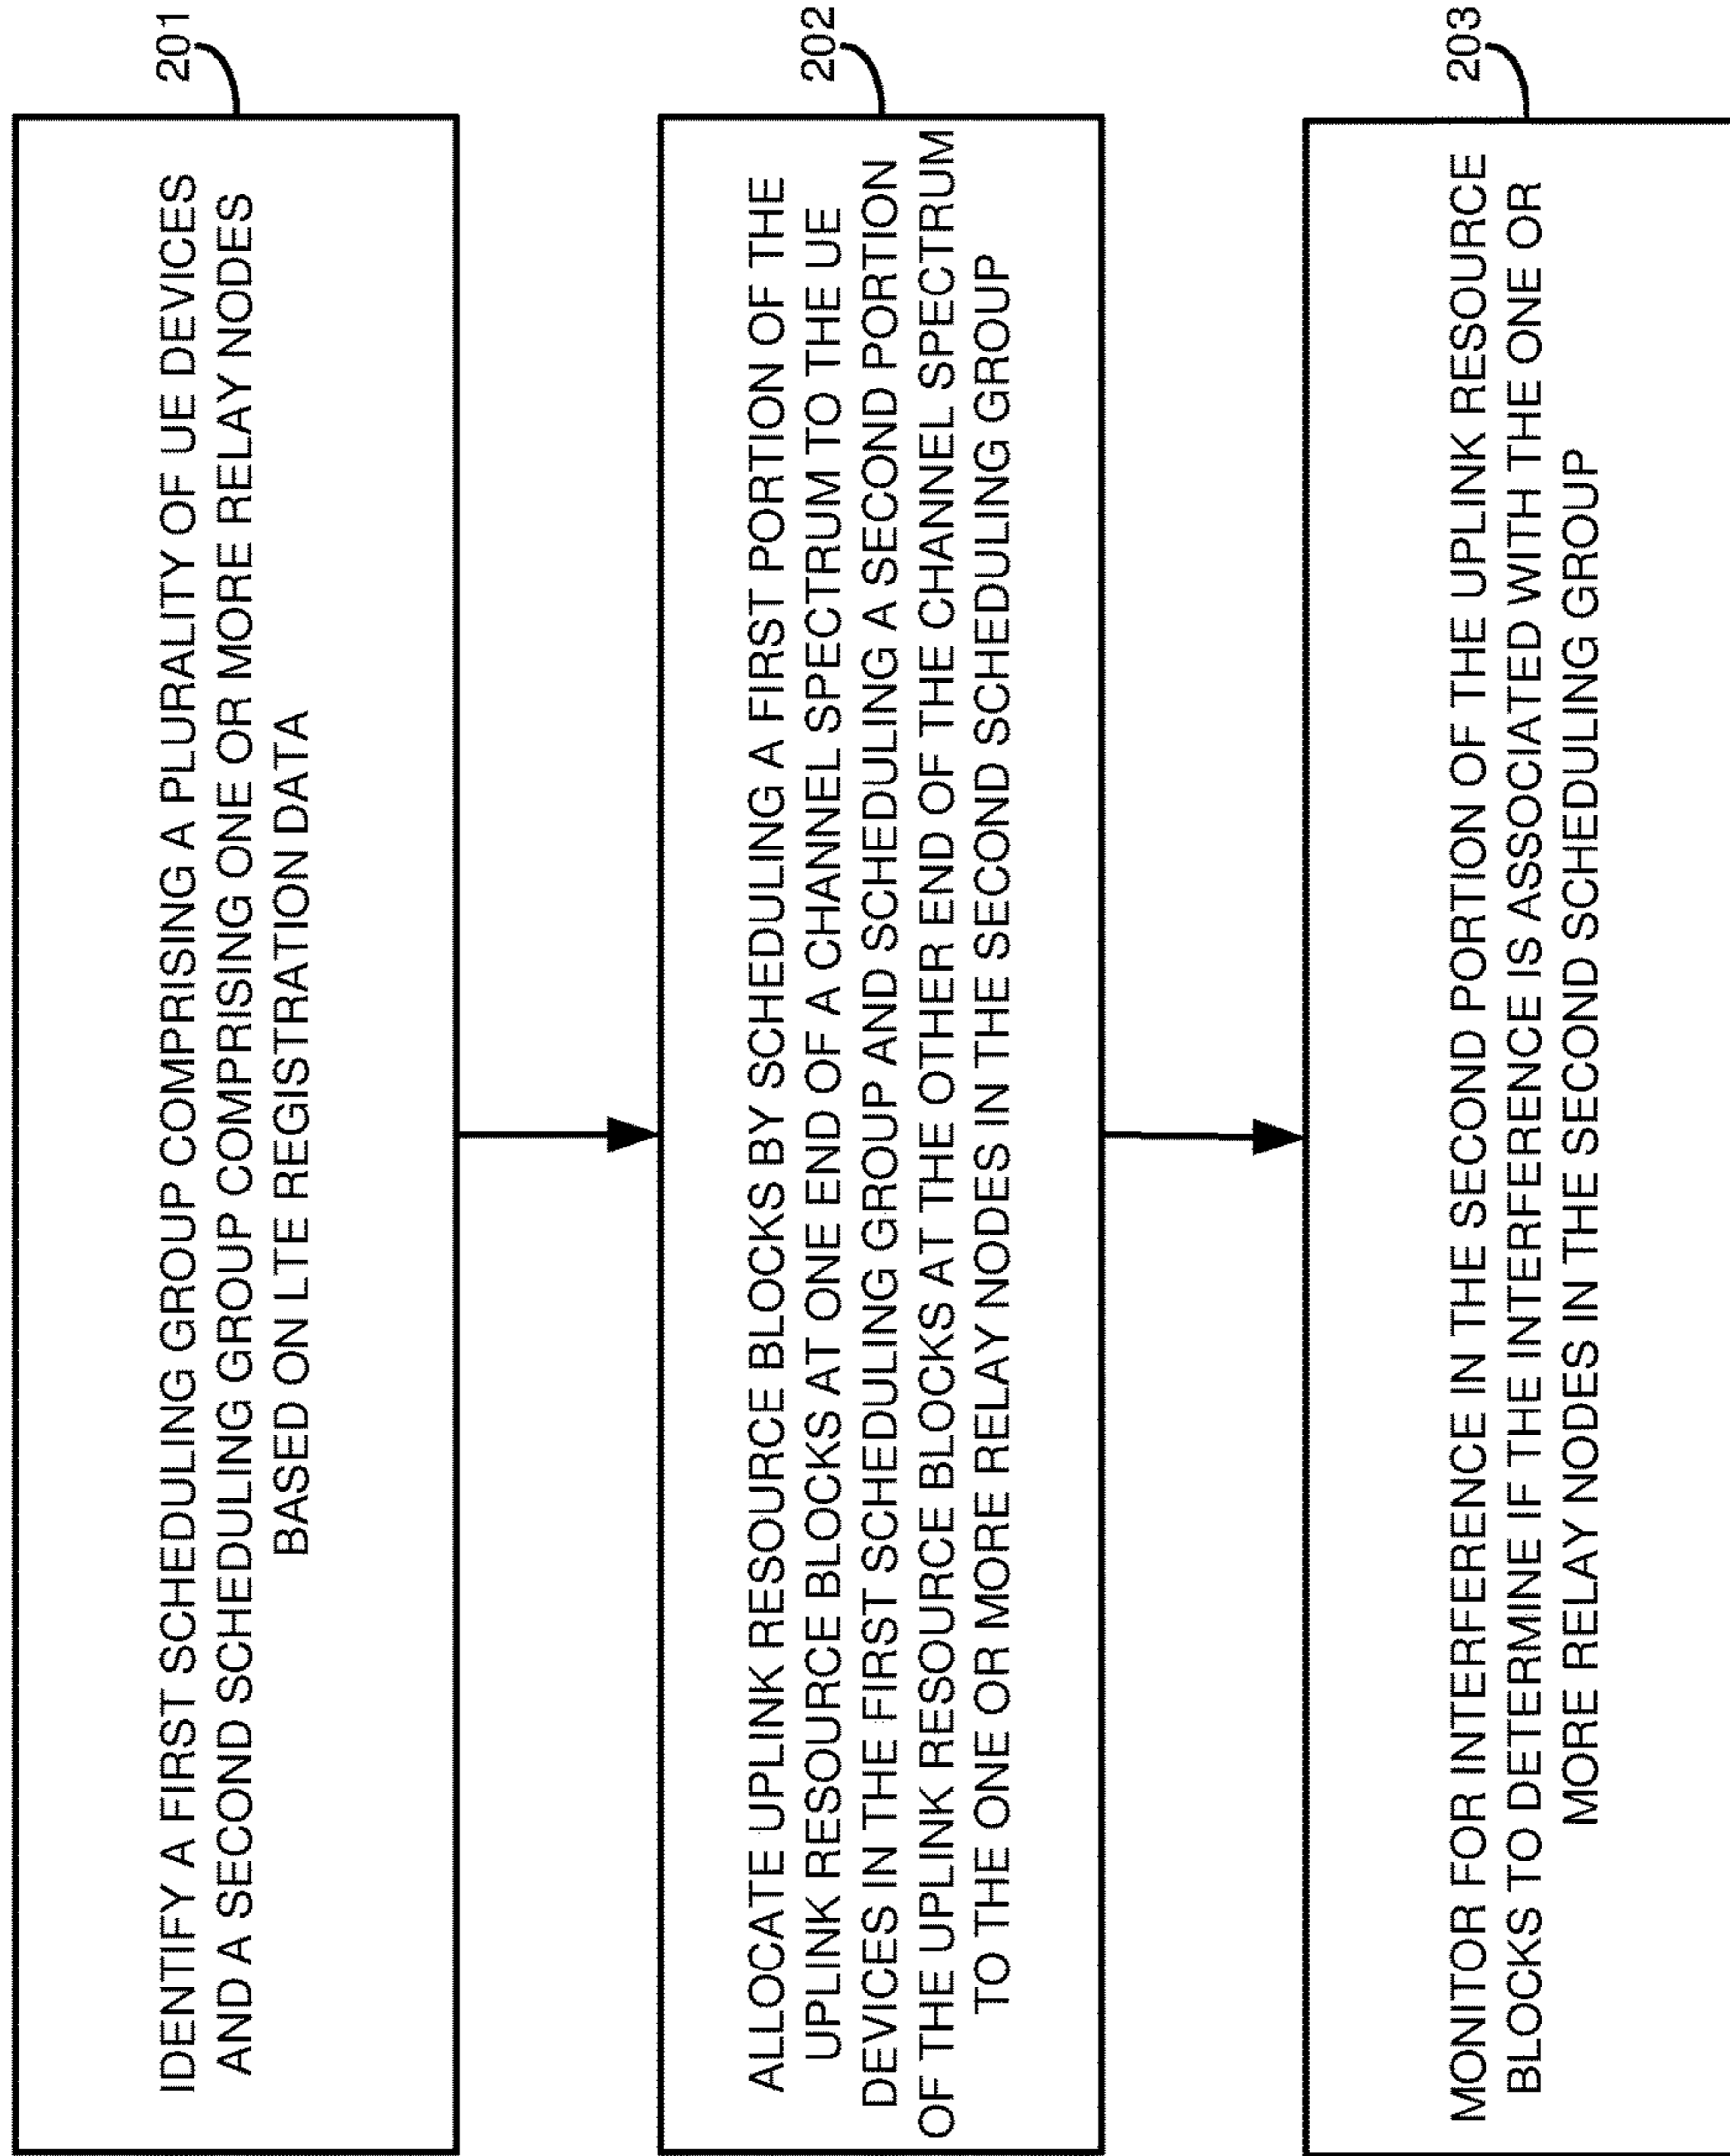 201
IDENTIFY A FIRST SCHEDULING GROUP COMPRISING A PLURALITY OF UE DEVICES
AND A SECOND SCHEDULING GROUP COMPRISING ONE OR MORE RELAY NODES
BASED ON LTE REGISTRATION DATA
202
ALLOCATE UPLINK RESOURCE BLOCKS BY SCHEDULING A FIRST PORTION OF THE
UPLINK RESOURCE BLOCKS AT ONE END OF A CHANNEL SPECTRUM TO THE UE
DEVICES IN THE FIRST SCHEDULING GROUP AND SCHEDULING A SECOND PORTION
OF THE UPLINK RESOURCE BLOCKS AT THE OTHER END OF THE CHANNEL SPECTRUM
TO THE ONE OR MORE RELAY NODES IN THE SECOND SCHEDULING GROUP
203
MONITOR FOR INTERFERENCE IN THE SECOND PORTION OF THE UPLINK RESOURCE
BLOCKS TO DETERMINE IF THE INTERFERENCE IS ASSOCIATED WITH THE ONE OR
MORE RELAY NODES IN THE SECOND SCHEDULING GROUP